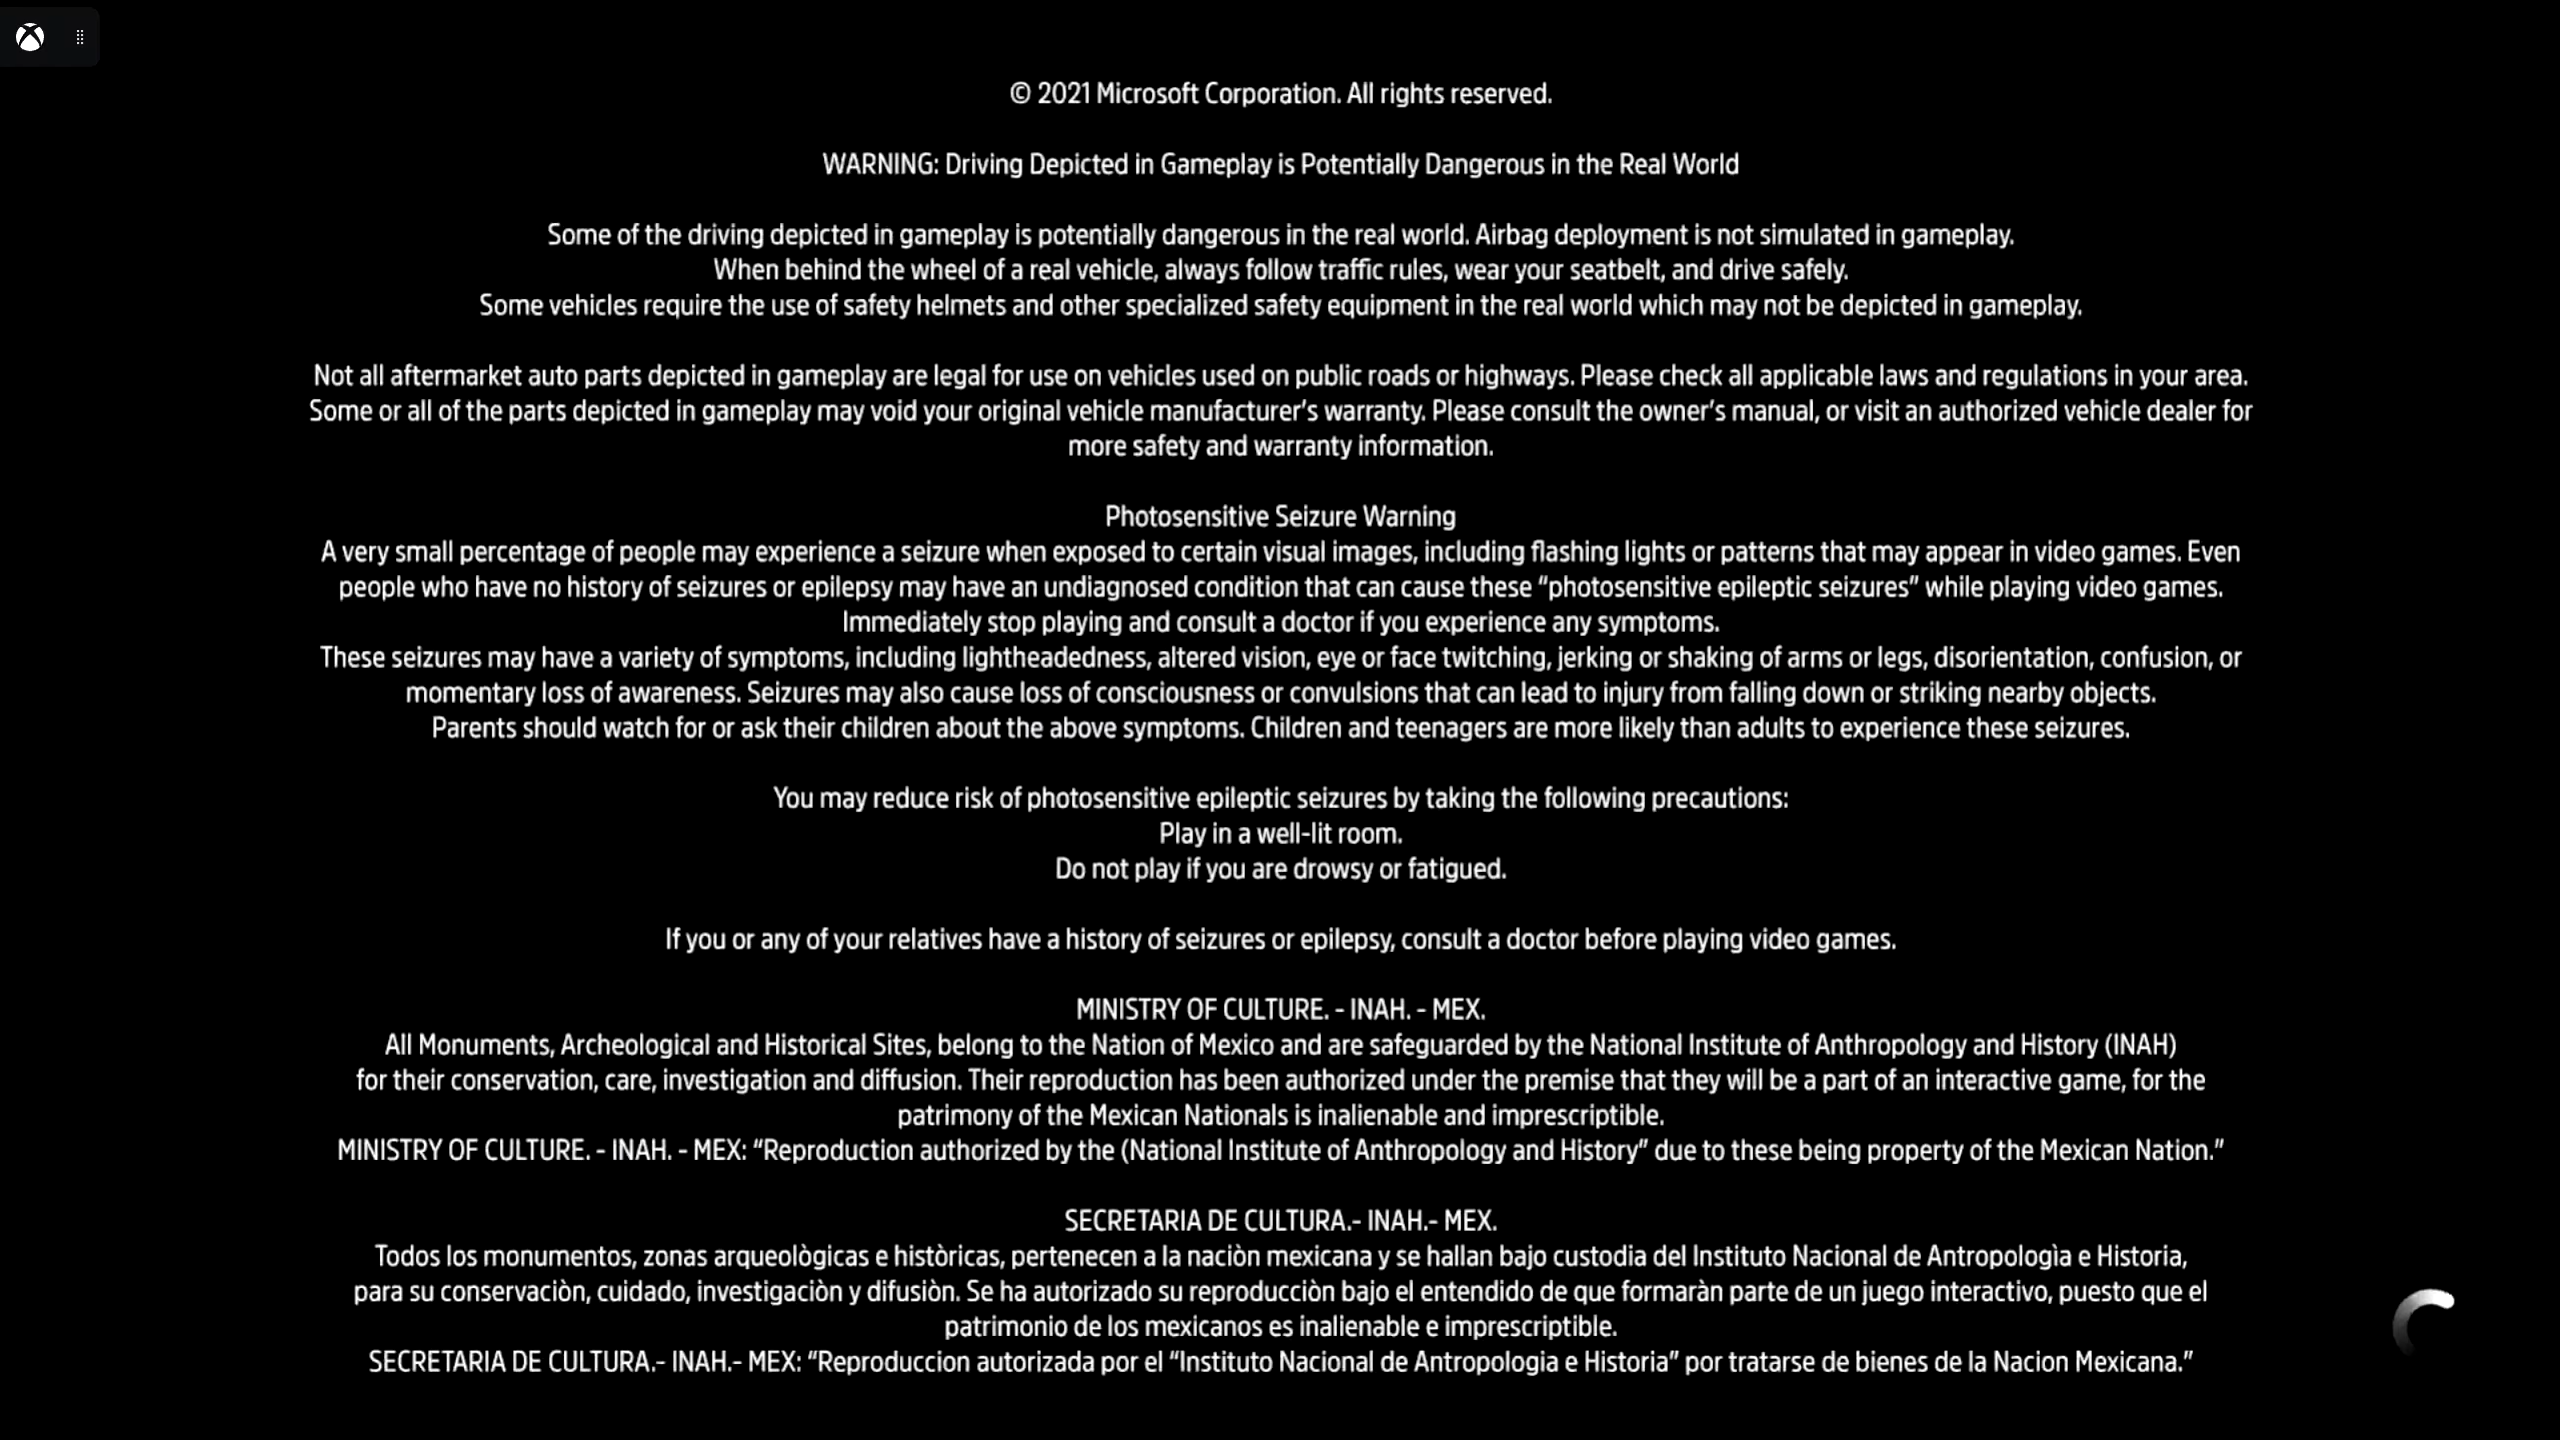 © 2021 Microsoft Corporation. All rights reserved.
WARNING: Driving Depicted in Gameplay is Potentially Dangerous in the Real World
Some of the driving depicted in gameplay is potentially dangerous in the real world. Airbag deployment is not simulated in gameplay.
When behind the wheel of a real vehicle, always follow traffic rules, wear your seatbelt, and drive safely.
Some vehicles require the use of safety helmets and other specialized safety equipment in the real world which may not be depicted in gameplay.
Not all aftermarket auto parts depicted in gameplay are legal for use on vehicles used on public roads or highways. Please check all applicable laws and regulations in your area.
Some or all of the parts depicted in gameplay may void your original vehicle manufacturer’s warranty. Please consult the owner’s manual, or visit an authorized vehicle dealer for
more safety and warranty information.
Photosensitive Seizure Warning
A very small percentage of people may experience a seizure when exposed to certain visual images, including flashing lights or patterns that may appear in video games. Even
people who have no history of seizures or epilepsy may have an undiagnosed condition that can cause these “photosensitive epileptic seizures” while playing video games.
Immediately stop playing and consult a doctor if you experience any symptoms.
These seizures may have a variety of symptoms, including lightheadedness, altered vision, eye or face twitching, jerking or shaking of arms or legs, disorientation, confusion, or
momentary loss of awareness. Seizures may also cause loss of consciousness or convulsions that can lead to injury from falling down or striking nearby objects.
Parents should watch for or ask their children about the above symptoms. Children and teenagers are more likely than adults to experience these seizures.
You may reduce risk of photosensitive epileptic seizures by taking the following precautions:
Play in a well-lit room.
Do not play if you are drowsy or fatigued.
If you or any of your relatives have a history of seizures or epilepsy, consult a doctor before playing video games.
MINISTRY OF CULTURE. - INAH. - MEX.
All Monuments, Archeological and Historical Sites, belong to the Nation of Mexico and are safeguarded by the National Institute of Anthropology and History (INAH)
for their conservation, care, investigation and diffusion. Their reproduction has been authorized under the premise that they will be a part of an interactive game, for the
patrimony of the Mexican Nationals is inalienable and imprescriptible.
MINISTRY OF CULTURE. - INAH. - MEX: “Reproduction authorized by the (National Institute of Anthropology and History” due to these being property of the Mexican Nation.”
SECRETARIA DE CULTURA.- INAH.- MEX.
Todos los monumentos, zonas arqueològicas e històricas, pertenecen a la naciòn mexicana y se hallan bajo custodia del Instituto Nacional de Antropologìa e Historia,
para su conservaciòn, cuidado, investigaciòn y difusiòn. Se ha autorizado su reproducciòn bajo el entendido de que formaràn parte de un juego interactivo, puesto que el
patrimonio de los mexicanos es inalienable e imprescriptible.
SECRETARIA DE CULTURA.- INAH.- MEX: “Reproduccion autorizada por el “Instituto Nacional de Antropologia e Historia” por tratarse de bienes de la Nacion Mexicana.”